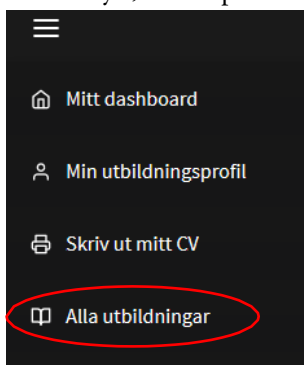 Mitt dashboard
Min utbildningsprofil
Skriv ut mitt CV
Alla utbildningar